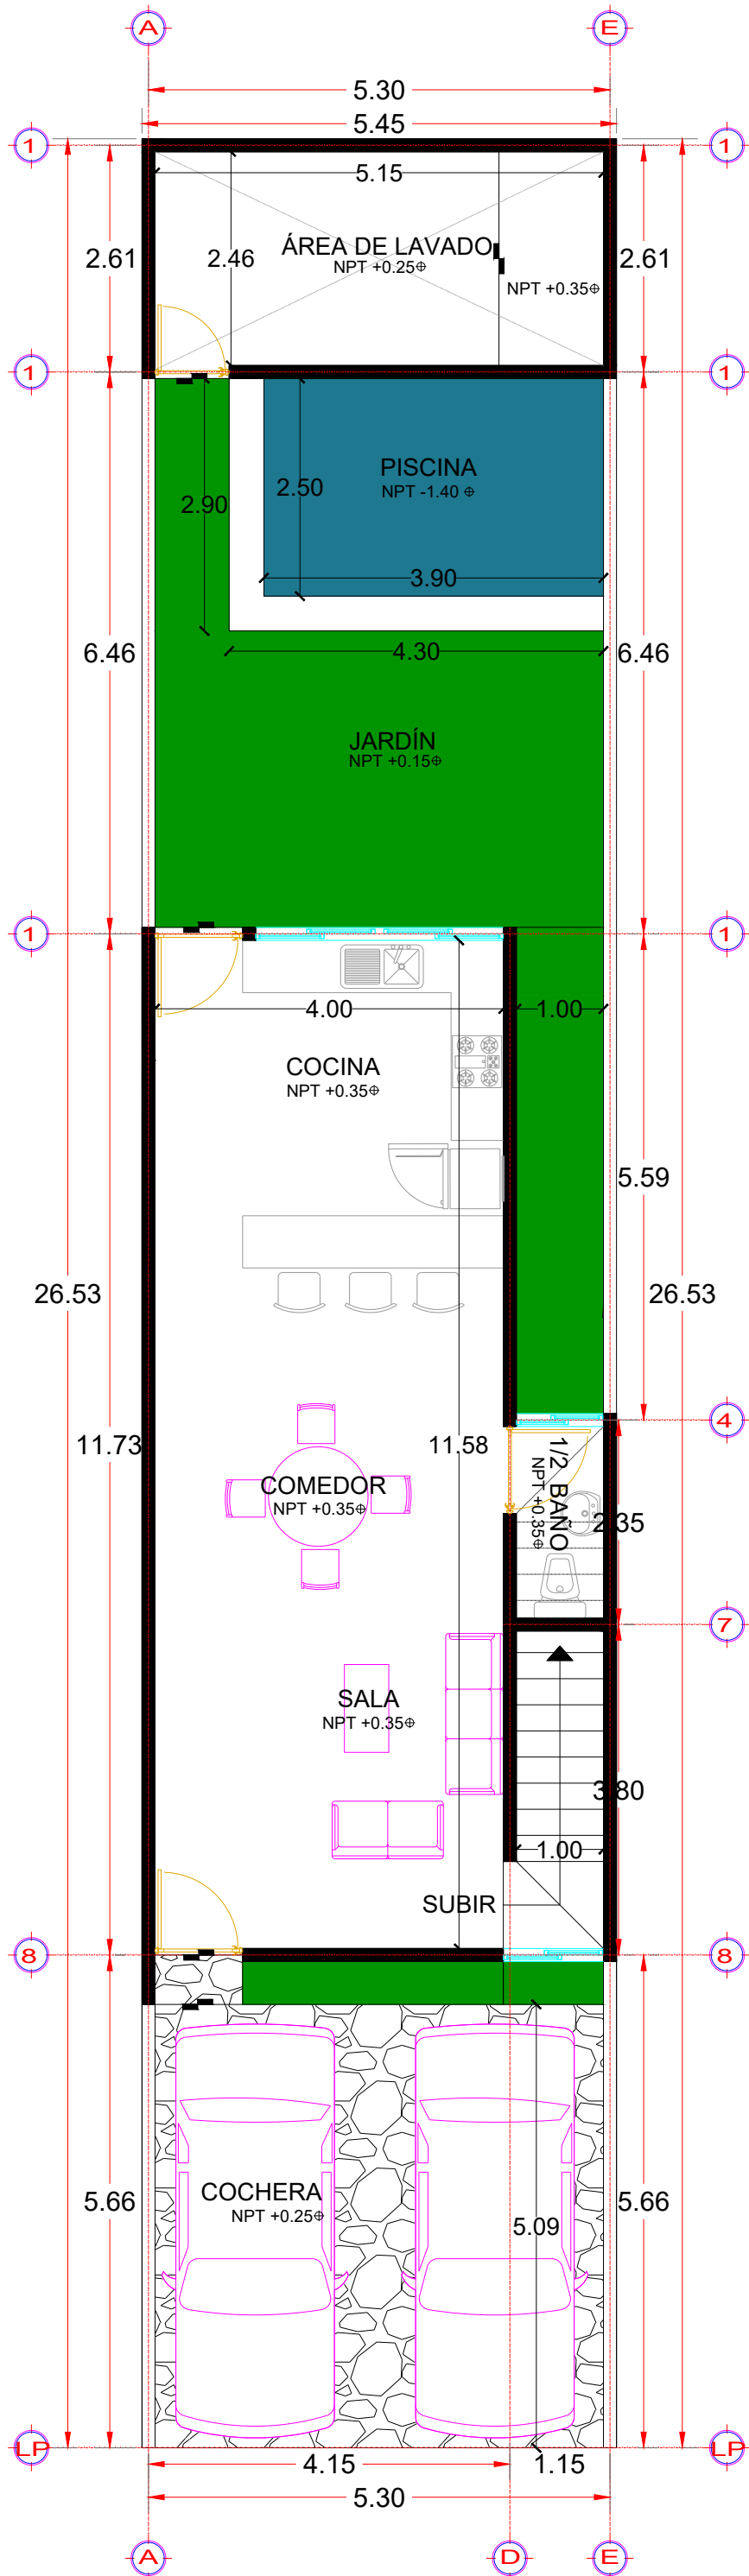 A
E
5.30
5.45
1
1
5.15
2.61
2.46
ÁREA DE LAVADO
NPT +0.25
NPT +0.35
2.61
1
1
PISCINA
NPT -1.40
2.50
2.90
3.90
6.46
4.30
6.46
JARDÍN
NPT +0.15
1
1
4.00
1.00
COCINA
NPT +0.35
5.59
26.53
26.53
4
11.73
11.58
COMEDOR
NPT +0.35
1/2 BAÑO
NPT +0.35
2.35
7
SALA
NPT +0.35
3.80
1.00
SUBIR
8
8
5.66
COCHERA
NPT +0.25
5.09
5.66
LP
LP
4.15
1.15
5.30
A
D
E